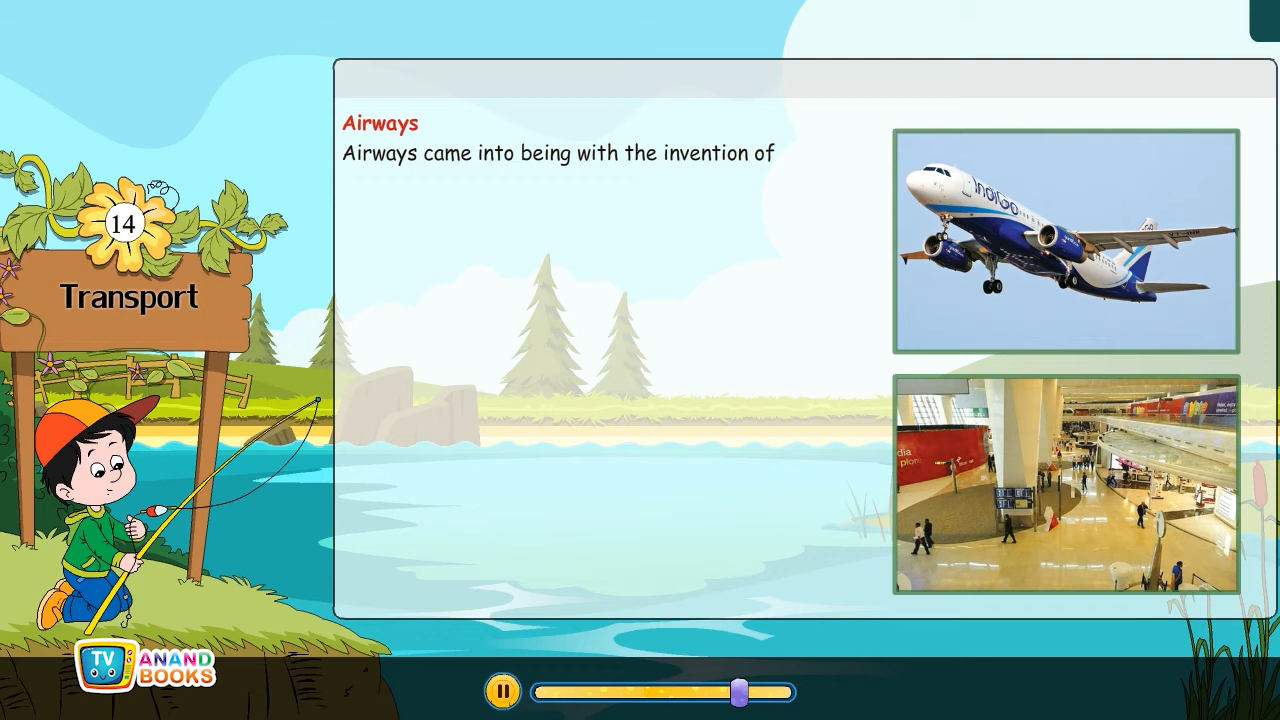 Airways
Airways came into being with the invention of
14
Transport
IndiGo
TV ANAND
BOOKS